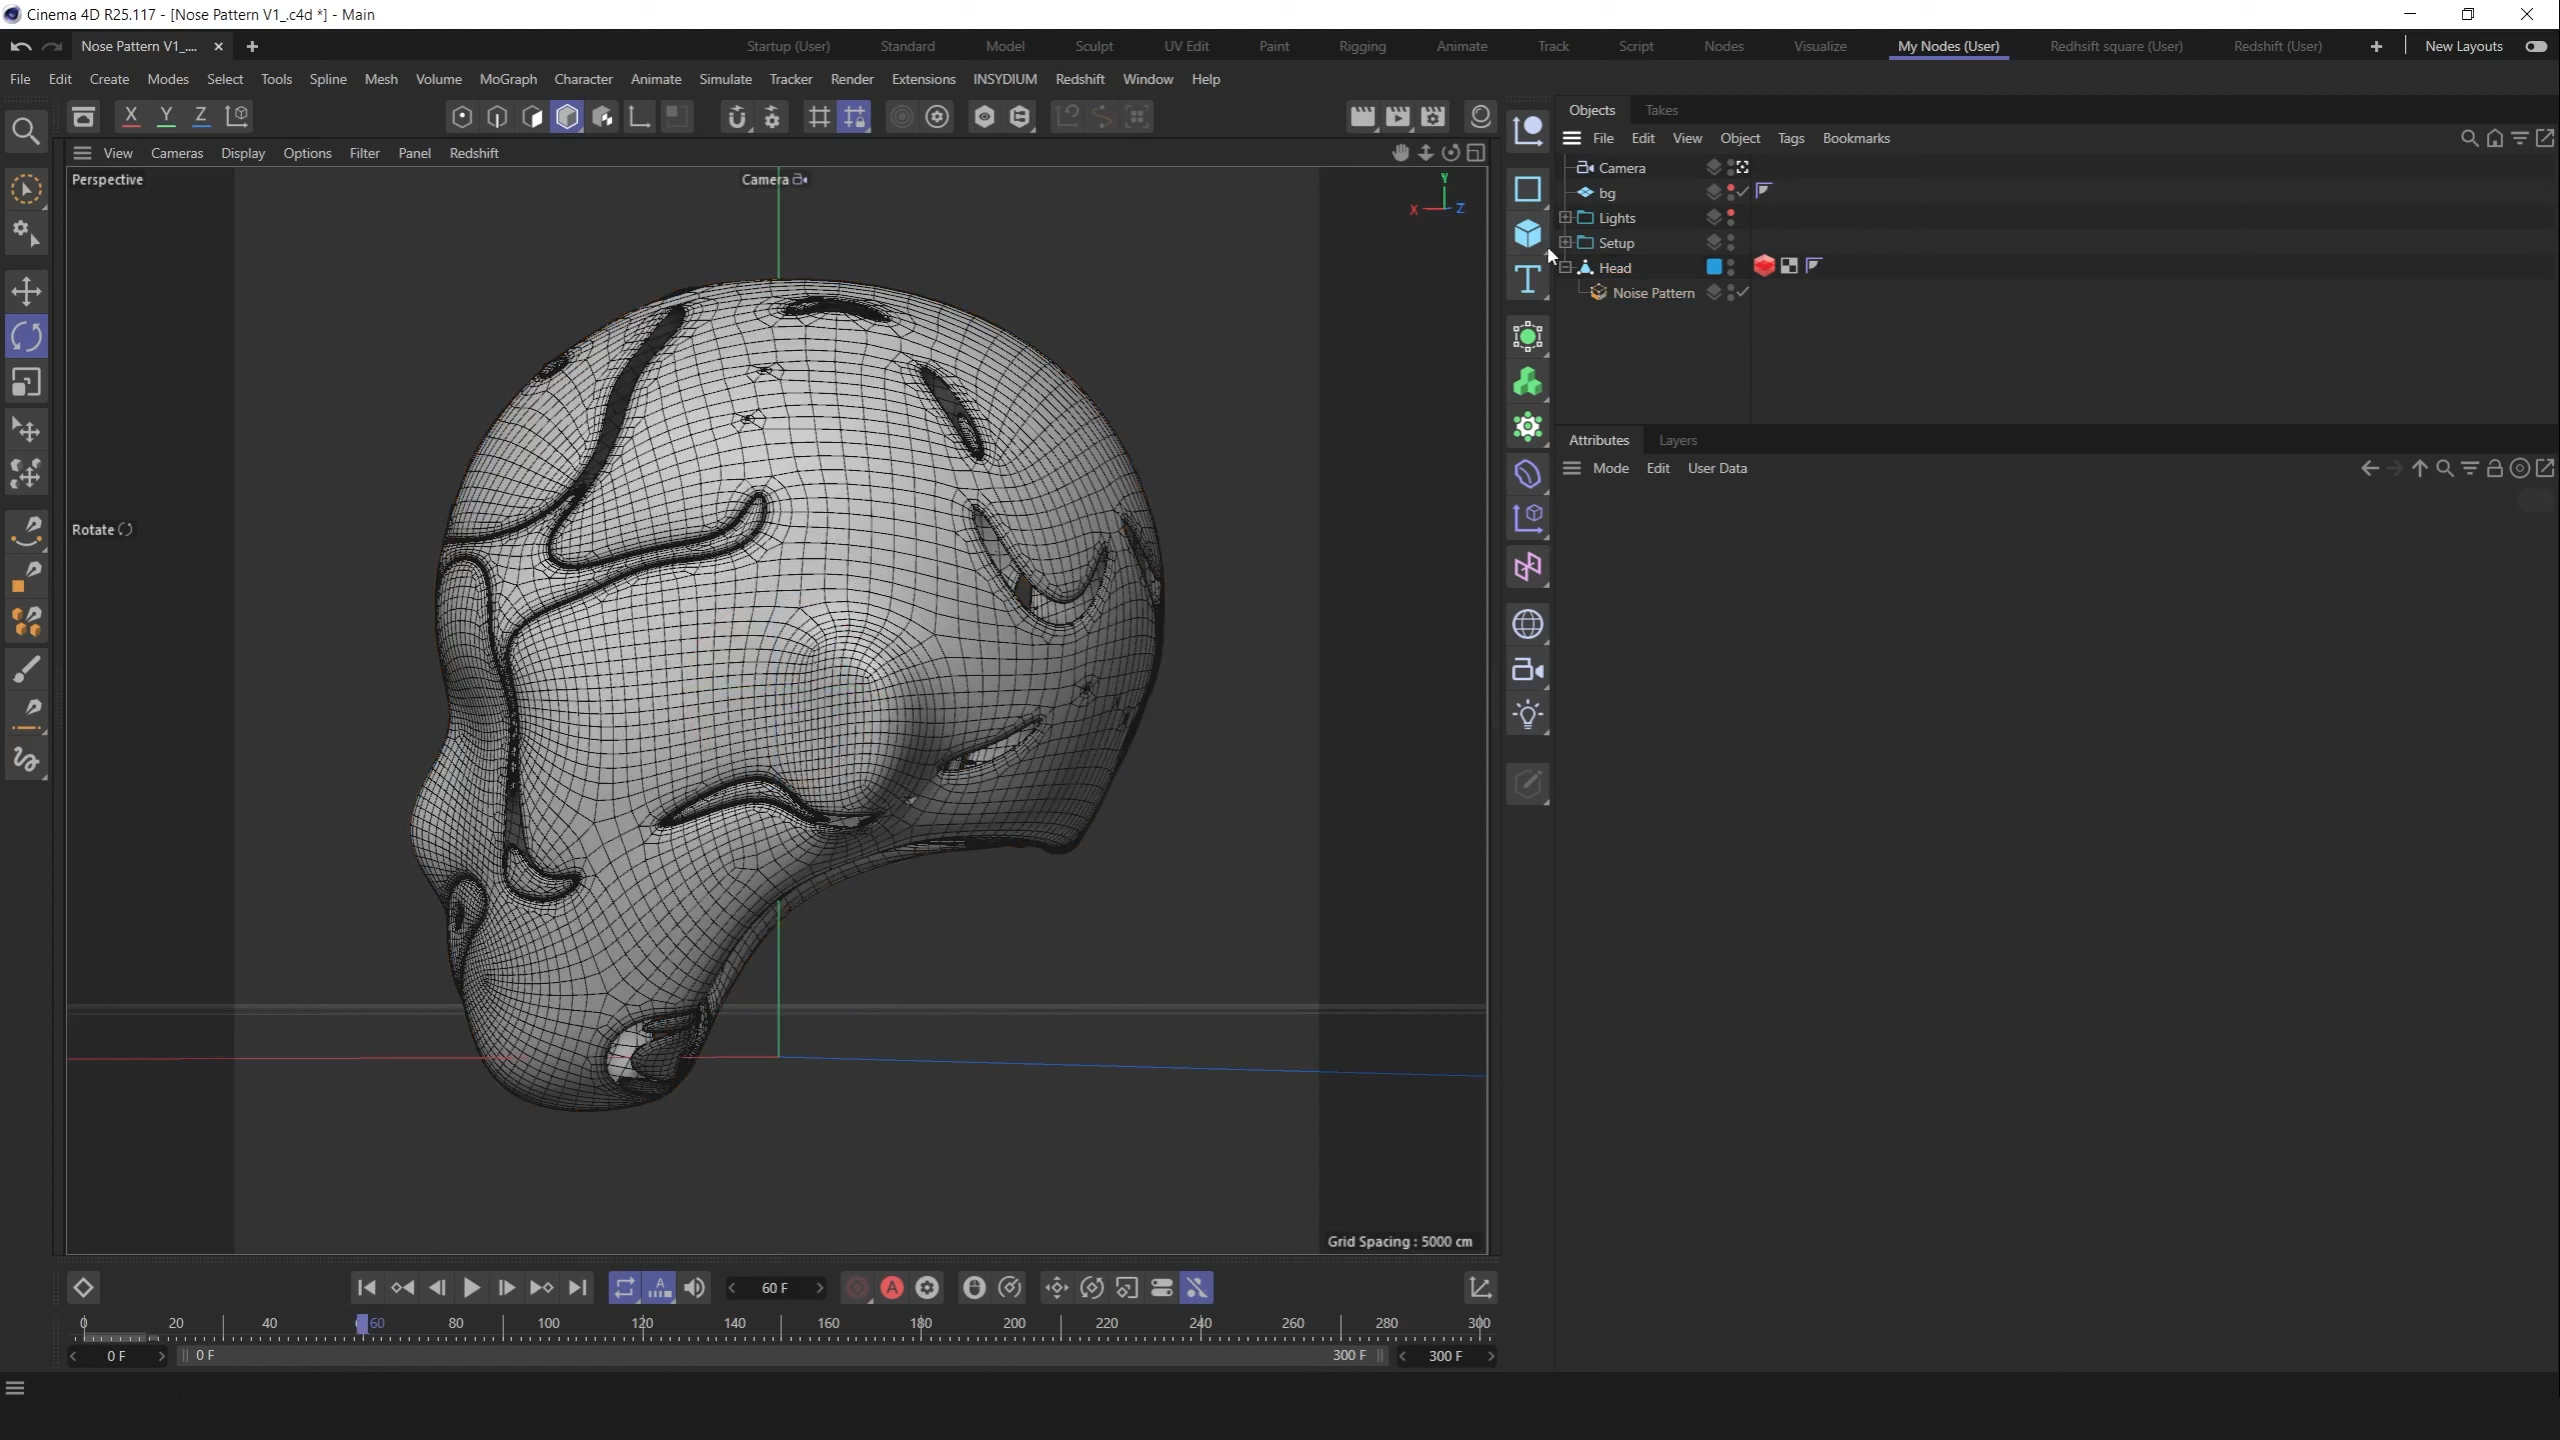 Cinema 4D R25.117 - [Nose Pattern V1_.c4d *] - Main
Nose Pattern V1_....
Startup (User) Standard Model Sculpt UV Edit Paint Rigging Animate Track Script Nodes Visualize My Nodes (User) Redhsift square (User) Redshift (User) New Layouts
File Edit Create Modes Select Tools Spline Mesh Volume MoGraph Character Animate Simulate Tracker Render Extensions INSYDIUM Redshift Window Help
X Y Z
Objects Takes
File Edit View Object Tags Bookmarks
View Cameras Display Options Filter Panel Redshift
Perspective
Camera
Y
X Z
Rotate
Grid Spacing : 5000 cm
Camera
bg
Lights
Setup
Head
Noise Pattern
Attributes Layers
Mode Edit User Data
60 F
A
0 20 40 60 80 100 120 140 160 180 200 220 240 260 280 300
0 F 0 F 300 F 300 F